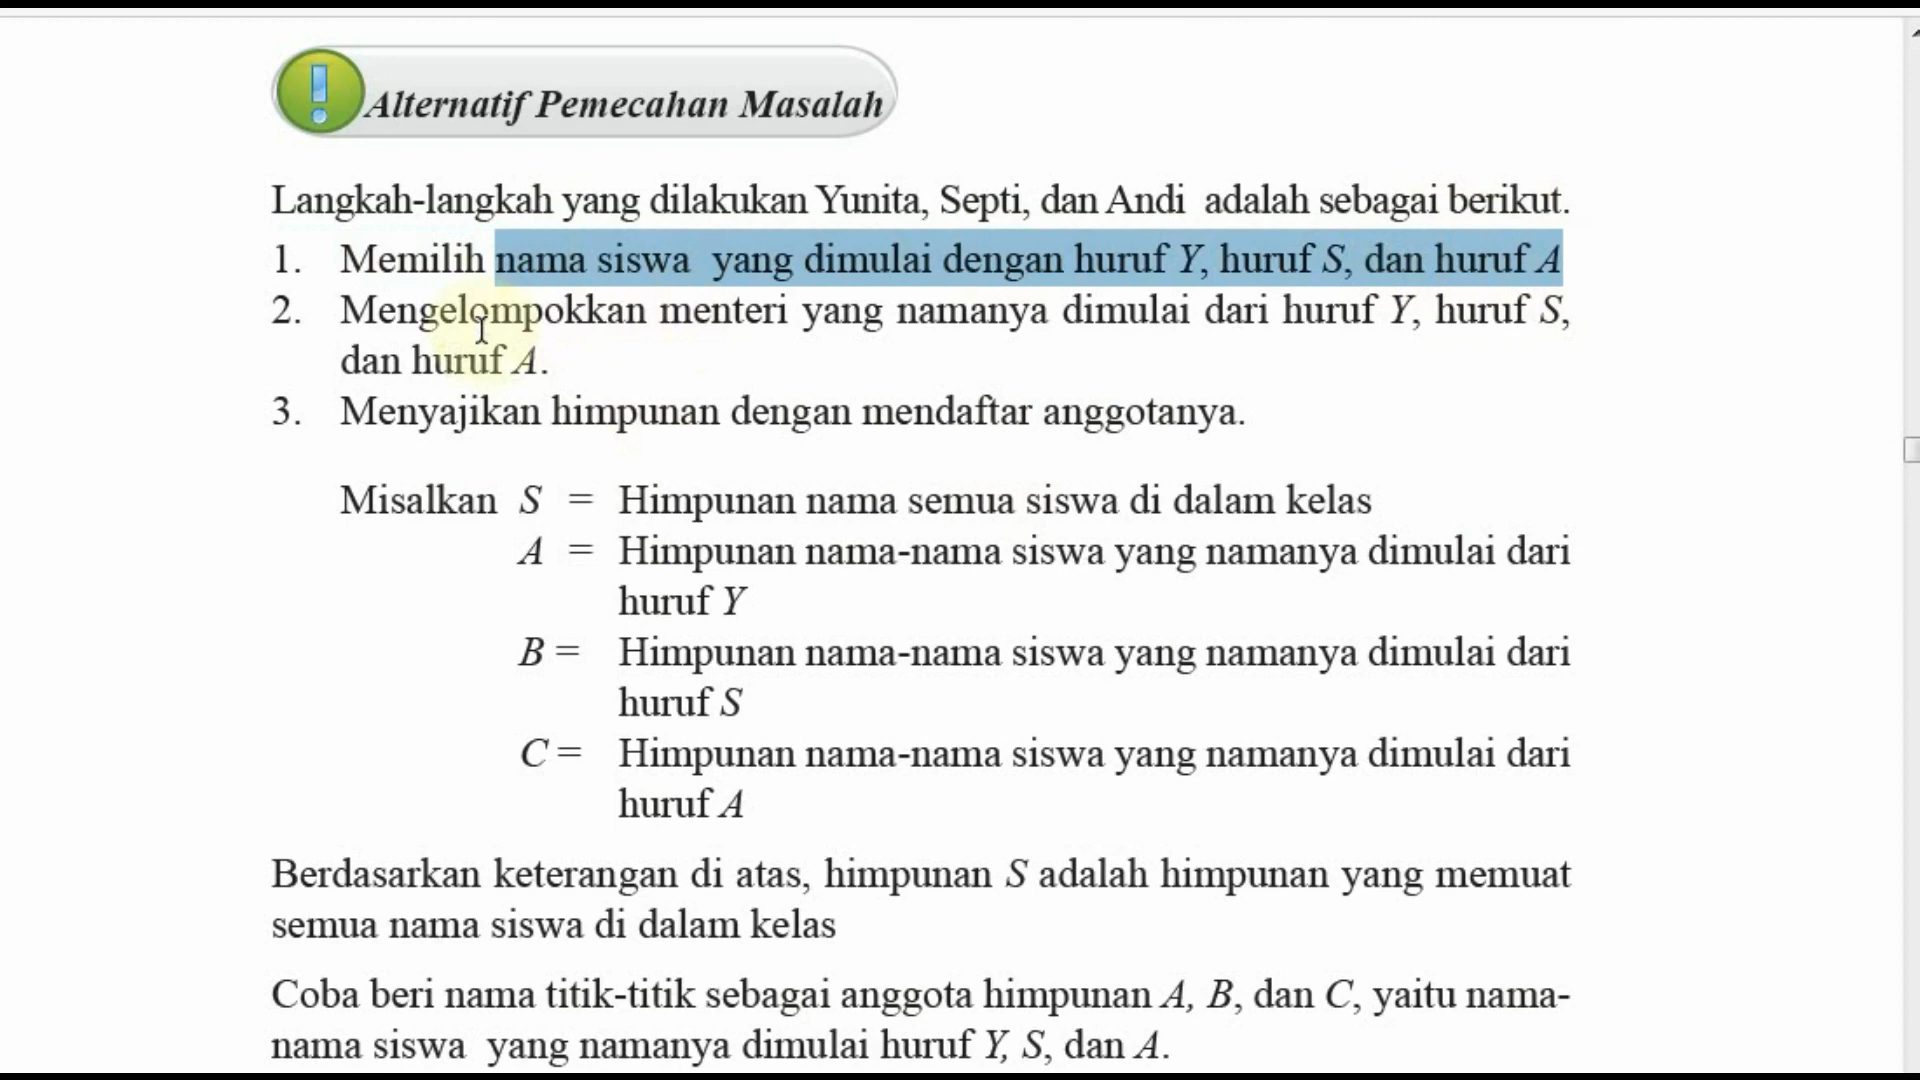 Alternatif Pemecahan Masalah
Langkah-langkah yang dilakukan Yunita, Septi, dan Andi adalah sebagai berikut.
1. Memilih nama siswa yang dimulai dengan huruf Y, huruf S, dan huruf A
2. Mengelompokkan menteri yang namanya dimulai dari huruf Y, huruf S,
dan huruf A.
3. Menyajikan himpunan dengan mendaftar anggotanya.
Misalkan S = Himpunan nama semua siswa di dalam kelas
A = Himpunan nama-nama siswa yang namanya dimulai dari
huruf Y
B = Himpunan nama-nama siswa yang namanya dimulai dari
huruf S
C = Himpunan nama-nama siswa yang namanya dimulai dari
huruf A
Berdasarkan keterangan di atas, himpunan S adalah himpunan yang memuat
semua nama siswa di dalam kelas
Coba beri nama titik-titik sebagai anggota himpunan A, B, dan C, yaitu nama-
nama siswa yang namanya dimulai huruf Y, S, dan A.